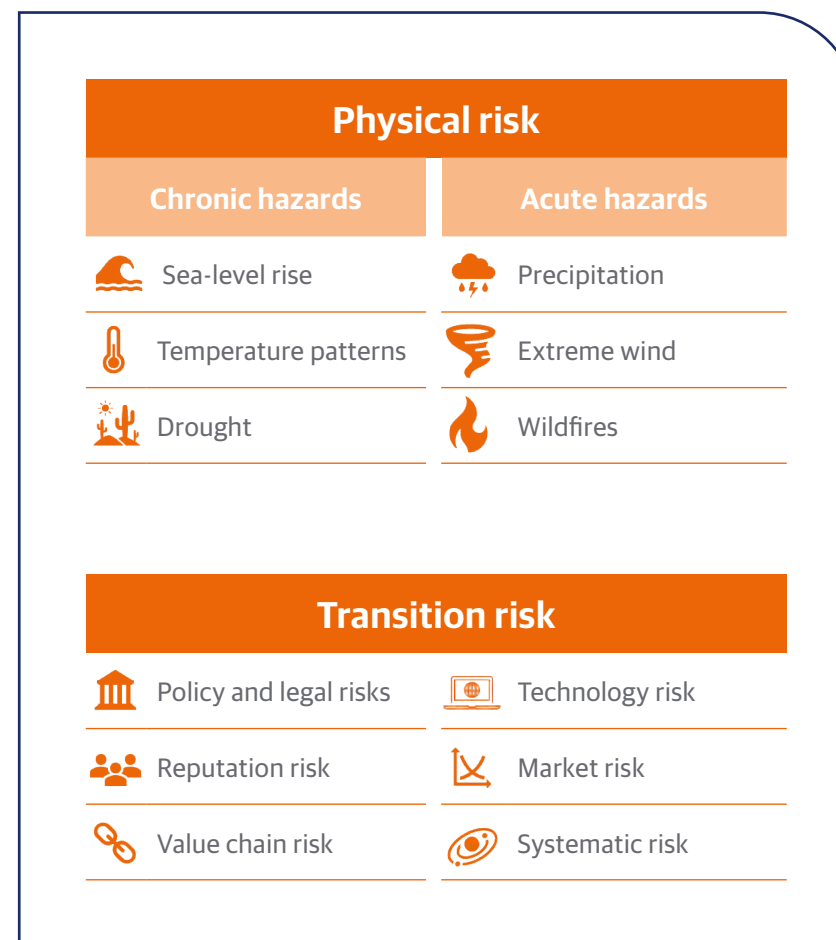 Physical risk
Chronic hazards
Acute hazards
Sea-level rise
Precipitation
Temperature patterns
Extreme wind
Drought
Wildfires
Transition risk
Policy and legal risks
Technology risk
Reputation risk
Market risk
Value chain risk
Systematic risk